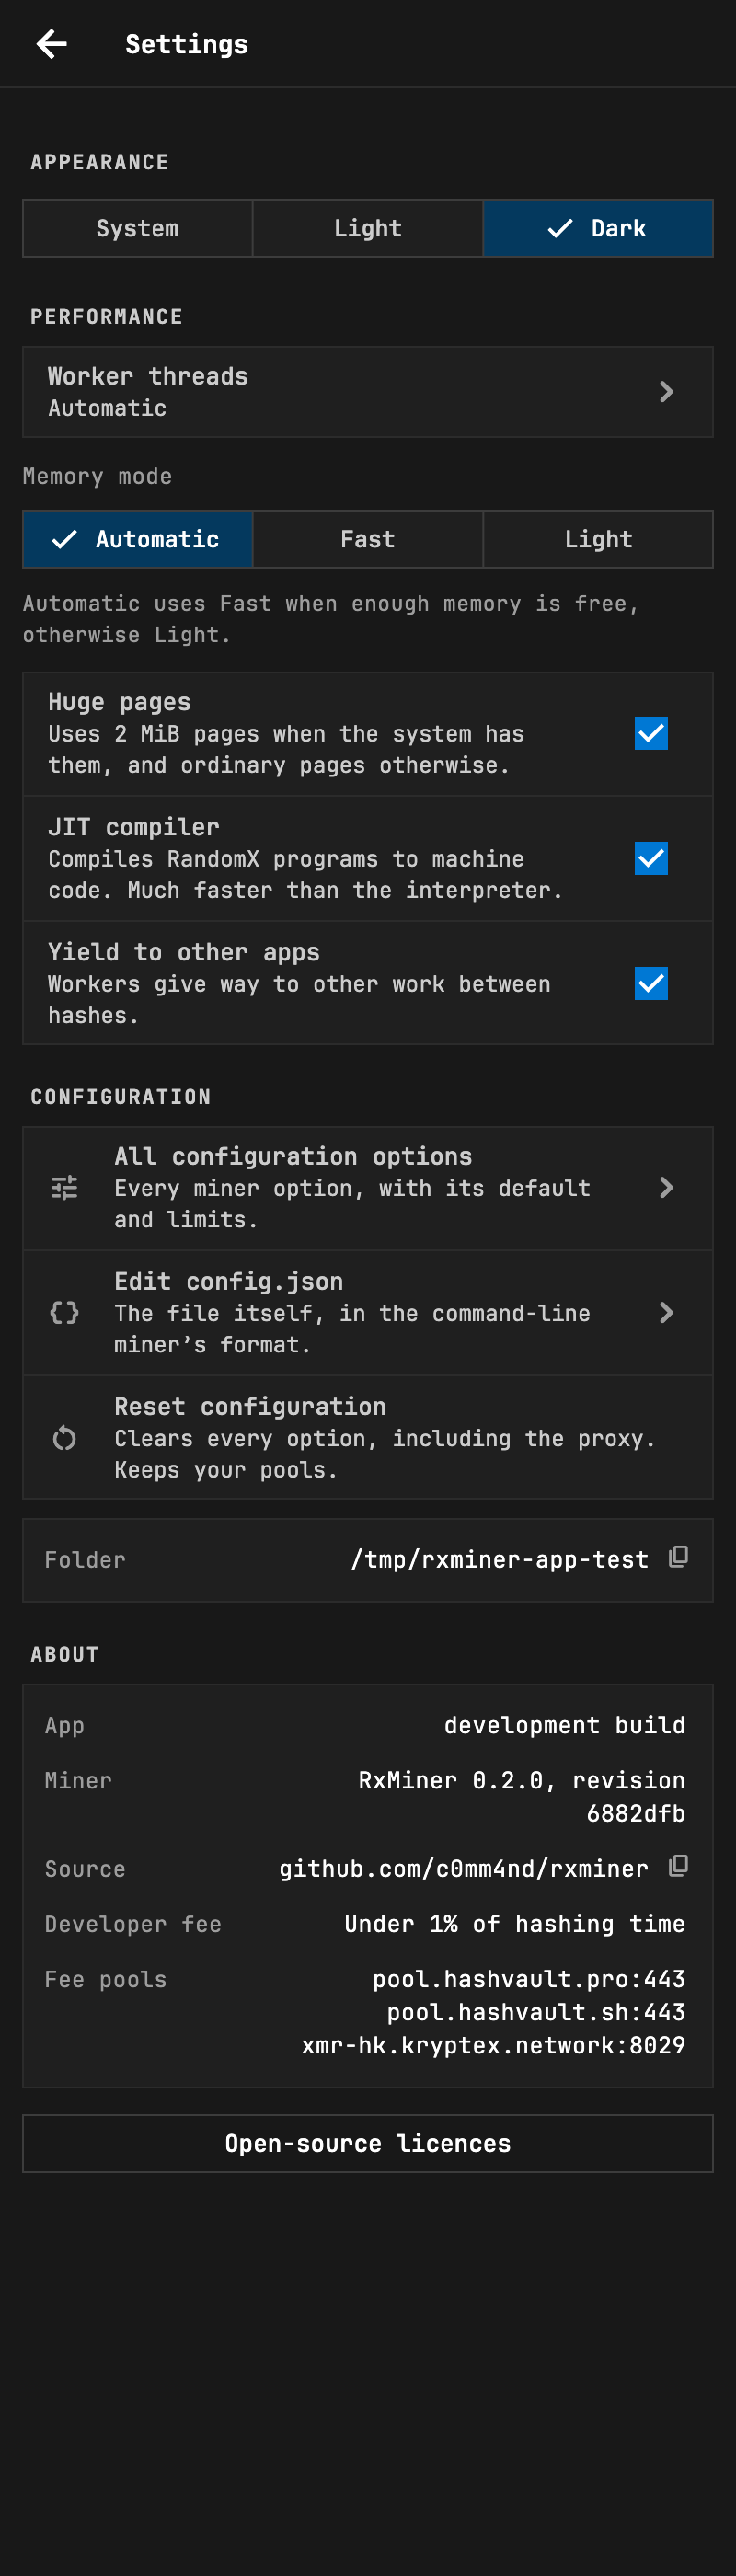 Settings
APPEARANCE
System
Light
Dark
PERFORMANCE
Worker threads
Automatic
Memory mode
Automatic
Fast
Light
Automatic uses Fast when enough memory is free,
otherwise Light.
Huge pages
Uses 2 MiB pages when the system has
them, and ordinary pages otherwise.
JIT compiler
Compiles RandomX programs to machine
code. Much faster than the interpreter.
Yield to other apps
Workers give way to other work between
hashes.
CONFIGURATION
All configuration options
Every miner option, with its default
and limits.
Edit config.json
The file itself, in the command-line
miner’s format.
Reset configuration
Clears every option, including the proxy.
Keeps your pools.
Folder
/tmp/rxminer-app-test
ABOUT
App
development build
Miner
RxMiner 0.2.0, revision
6882dfb
Source
github.com/c0mm4nd/rxminer
Developer fee
Under 1% of hashing time
Fee pools
pool.hashvault.pro:443
pool.hashvault.sh:443
xmr-hk.kryptex.network:8029
Open-source licences